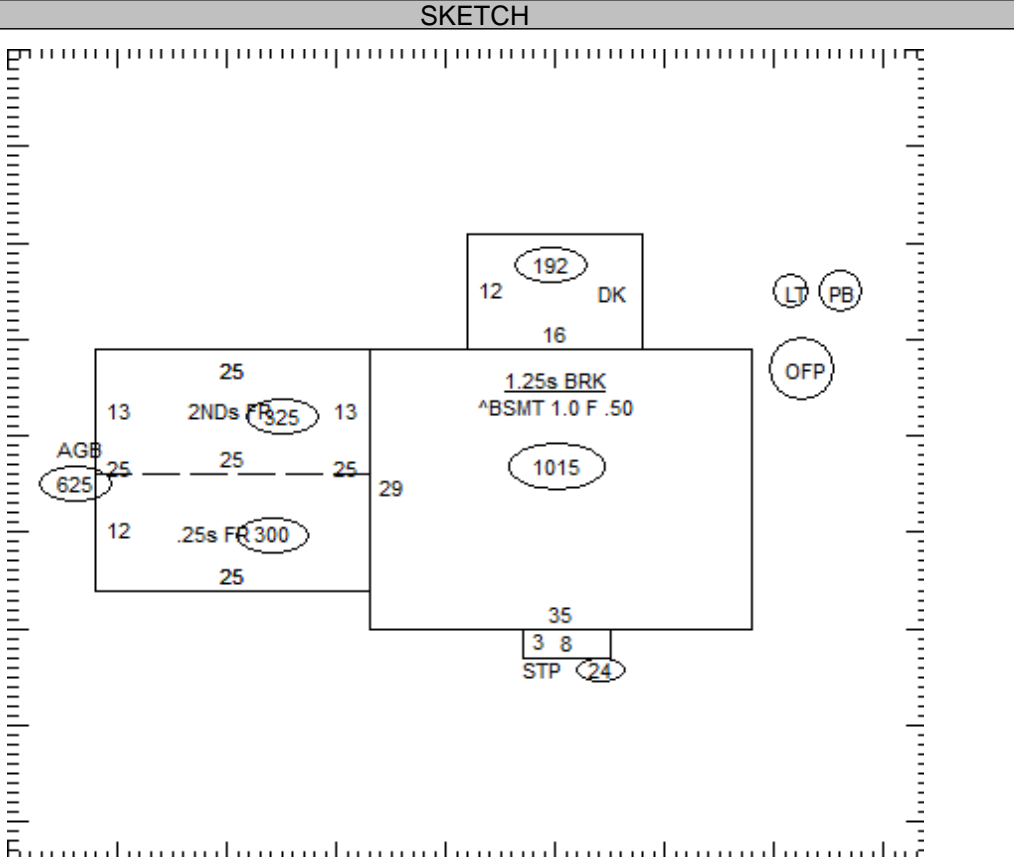 SKETCH
192
12 DK
16
LT PB
OFP
25
13 2NDs FR 325 13
AGB
25 25 25
625
12 .25s FR 300
25
1.25s BRK
^BSMT 1.0 F .50
1015
29
35
3 8
STP 24